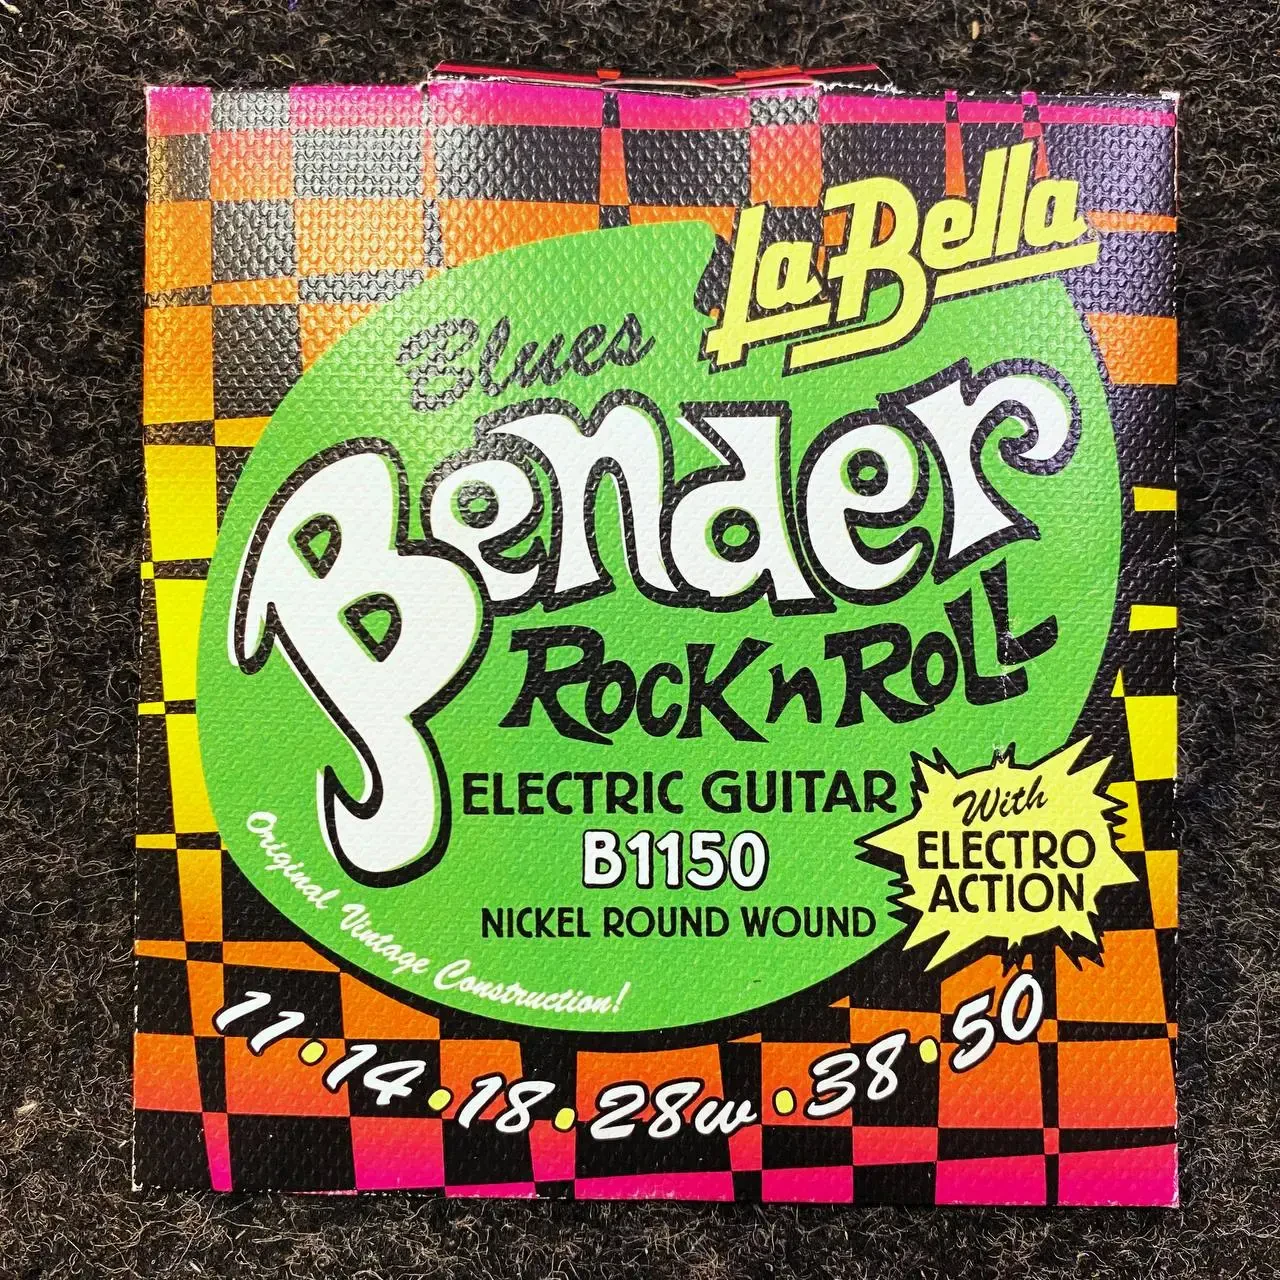 La Bella
Blues
Bender
ROCK n ROLL
ELECTRIC GUITAR
B1150
NICKEL ROUND WOUND
With
ELECTRO
ACTION
Original Vintage Construction!
11 • 14 • 18 • 28w • 38 • 50